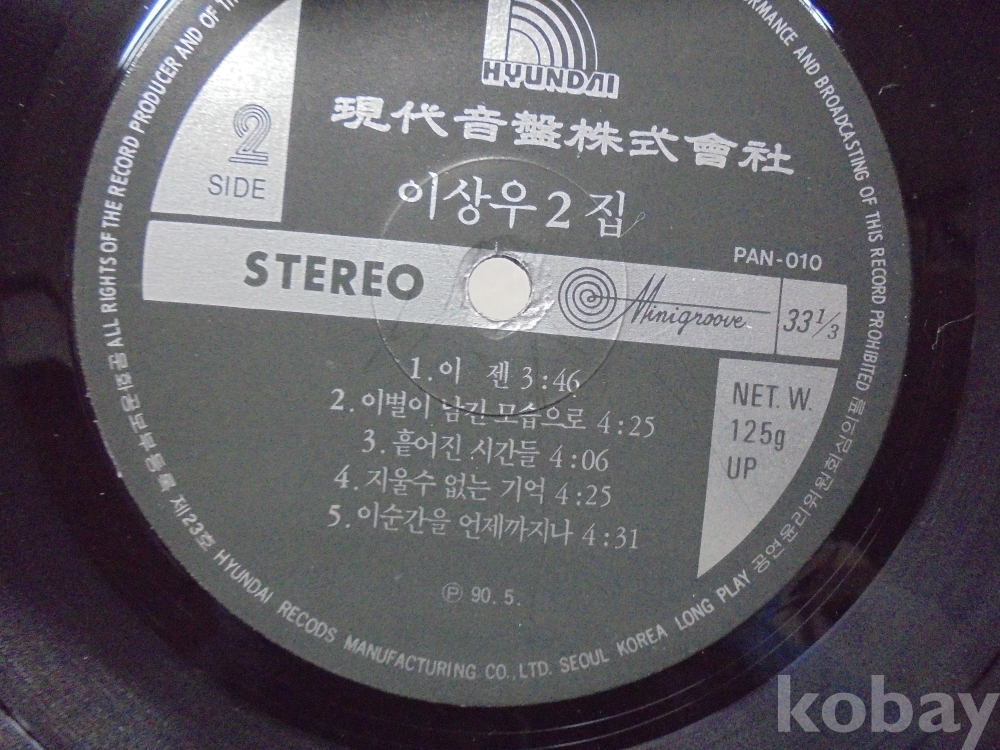 HYUNDAI
現代音盤株式會社
2
SIDE
이상우 2 집
PAN-010
STEREO
Minigroove
33 1/3
1. 이 젠 3:46
2. 이별이 남긴 모습으로 4:25
3. 흩어진 시간들 4:06
4. 지울수 없는 기억 4:25
5. 이순간을 언제까지나 4:31
NET. W.
125g
UP
Ⓟ 90. 5.
ALL RIGHTS OF THE RECORD PRODUCER AND OF
RMANCE AND BROADCASTING OF THIS RECORD PROHIBITED
제23호 HYUNDAI RECODS MANUFACTURING CO., LTD. SEOUL KOREA LONG PLAY 공연윤리위원회심의필
kobay